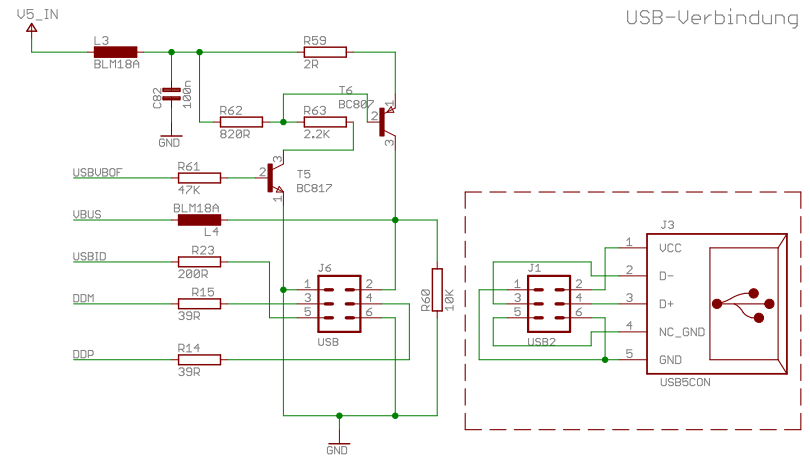 USB-Verbindung
V5_IN
L3
BLM18A
R59
2R
C82
100n
GND
T6
BC807
1
2
3
R62
820R
R63
2.2K
USBVBOF
R61
47K
2
3
1
T5
BC817
VBUS
BLM18A
L4
USBID
R23
200R
DDM
R15
39R
DDP
R14
39R
J6
1 2
3 4
5 6
USB
R60
10K
GND
J1
1 2
3 4
5 6
USB2
J3
1 VCC
2 D-
3 D+
4 NC_GND
5 GND
USB5CON